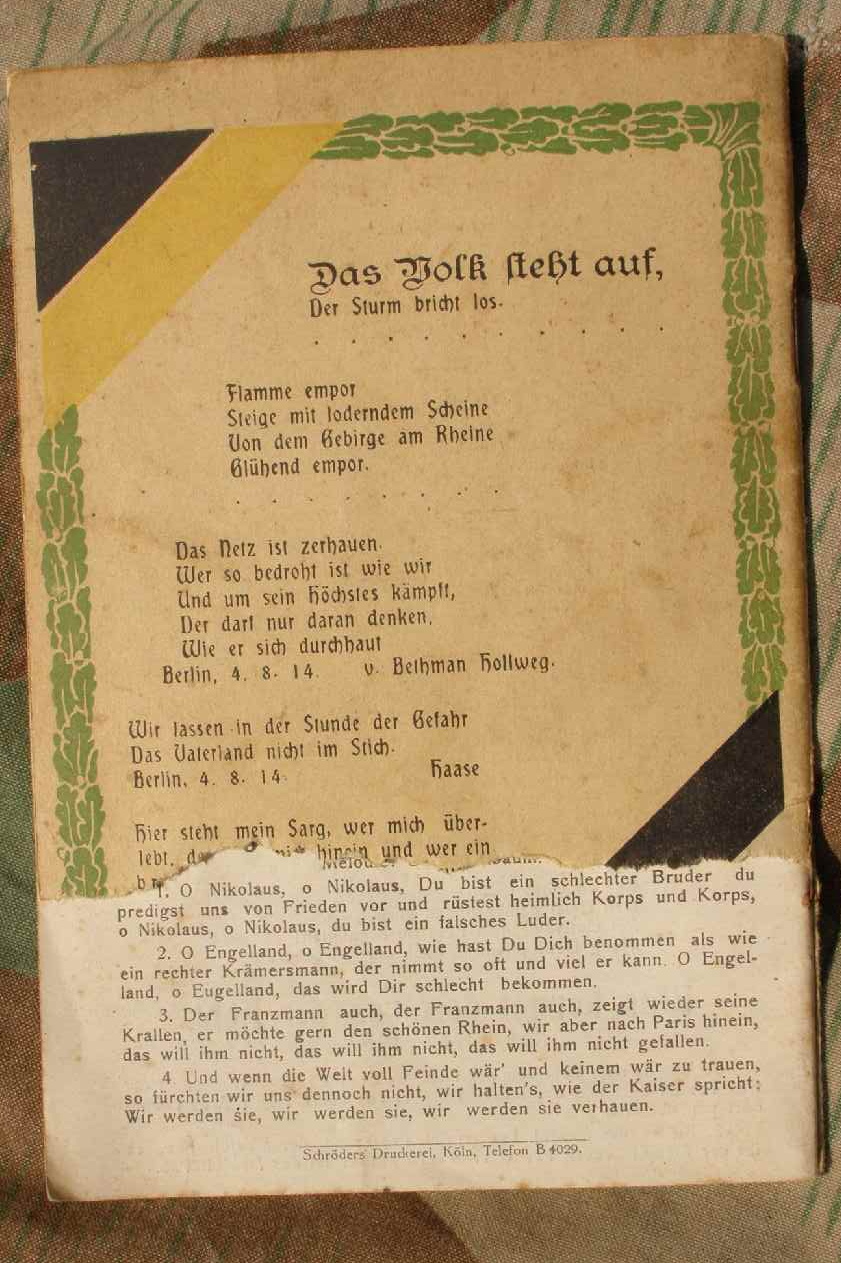 Das Volk steht auf,
Der Sturm bricht los.
. . . . . . . . . .
Flamme empor
Steige mit loderndem Scheine
Von dem Gebirge am Rheine
Glühend empor.
. . . . . . . .
Das Netz ist zerhauen.
Wer so bedroht ist wie wir
Und um sein Höchstes kämpft,
Der darf nur daran denken,
Wie er sich durchhaut
Berlin, 4. 8. 14. v. Bethman Hollweg.
Wir lassen in der Stunde der Gefahr
Das Vaterland nicht im Stich.
Berlin, 4. 8. 14. Haase
Hier steht mein Sarg, wer mich über-
lebt, hinein und wer ein
1. O Nikolaus, o Nikolaus, Du bist ein schlechter Bruder du
predigst uns von Frieden vor und rüstest heimlich Korps und Korps,
o Nikolaus, o Nikolaus, du bist ein falsches Luder.
2. O Engelland, o Engelland, wie hast Du Dich benommen als wie
ein rechter Krämersmann, der nimmt so oft und viel er kann. O Engel-
land, o Eugelland, das wird Dir schlecht bekommen.
3. Der Franzmann auch, der Franzmann auch, zeigt wieder seine
Krallen, er möchte gern den schönen Rhein, wir aber nach Paris hinein,
das will ihm nicht, das will ihm nicht, das will ihm nicht gefallen.
4 Und wenn die Welt voll Feinde wär' und keinem wär zu trauen,
so fürchten wir uns dennoch nicht, wir halten's, wie der Kaiser spricht:
Wir werden sie, wir werden sie, wir werden sie verhauen.
Schröders' Druckerei, Köln, Telefon B 4029.